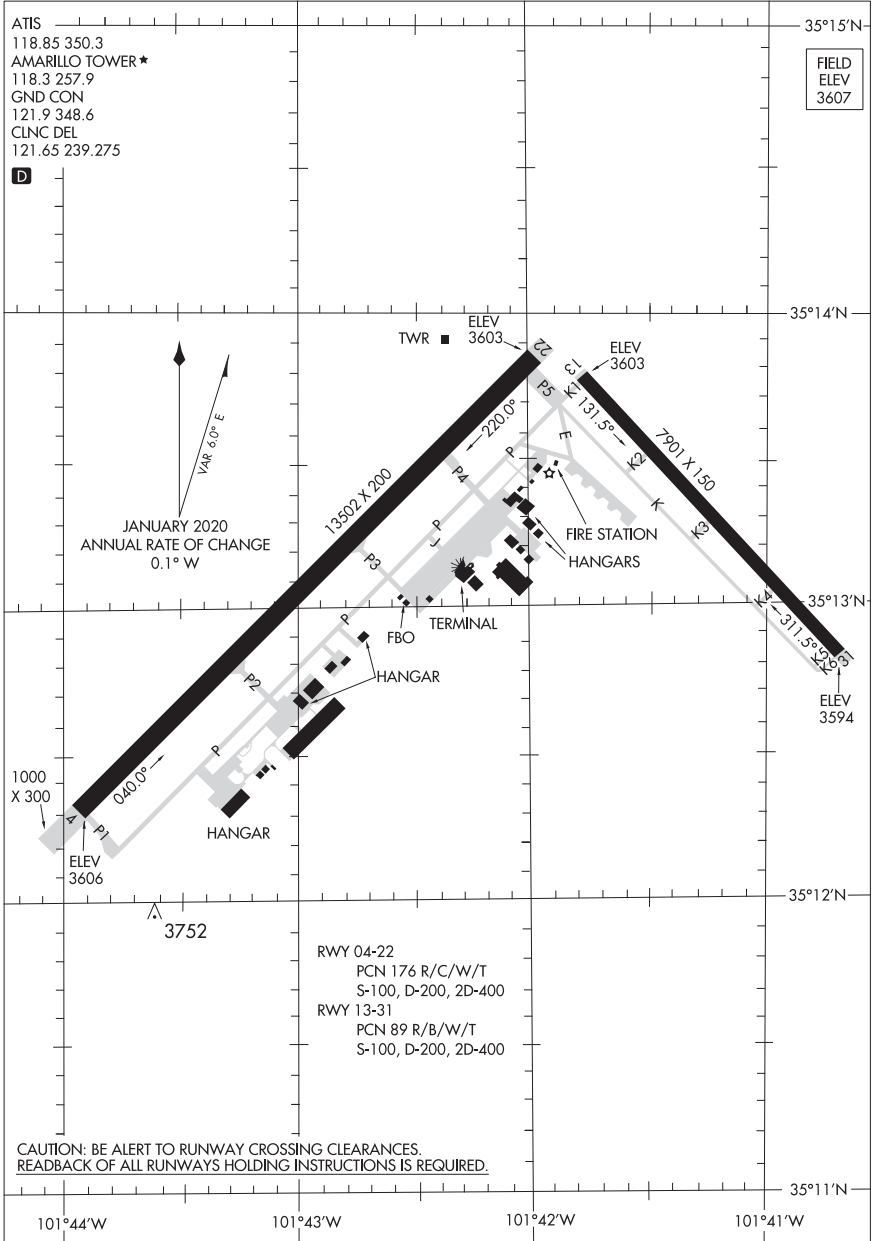 ATIS
118.85 350.3
AMARILLO TOWER★
118.3 257.9
GND CON
121.9 348.6
CLNC DEL
121.65 239.275
D
35°15'N
FIELD
ELEV
3607
35°14'N
TWR
ELEV
3603
22
ELEV
3603
13
VAR 6.0° E
JANUARY 2020
ANNUAL RATE OF CHANGE
0.1° W
13502 X 200
220.0°
P5
K1
131.5°
7901 X 150
E
K2
P
P4
K
K3
FIRE STATION
HANGARS
P
P3
K4
311.5°
K5
K6
31
35°13'N
ELEV
3594
TERMINAL
FBO
P
HANGAR
P2
P
040.0°
1000
X 300
4
P1
HANGAR
ELEV
3606
35°12'N
3752
RWY 04-22
PCN 176 R/C/W/T
S-100, D-200, 2D-400
RWY 13-31
PCN 89 R/B/W/T
S-100, D-200, 2D-400
CAUTION: BE ALERT TO RUNWAY CROSSING CLEARANCES.
READBACK OF ALL RUNWAYS HOLDING INSTRUCTIONS IS REQUIRED.
35°11'N
101°44'W
101°43'W
101°42'W
101°41'W